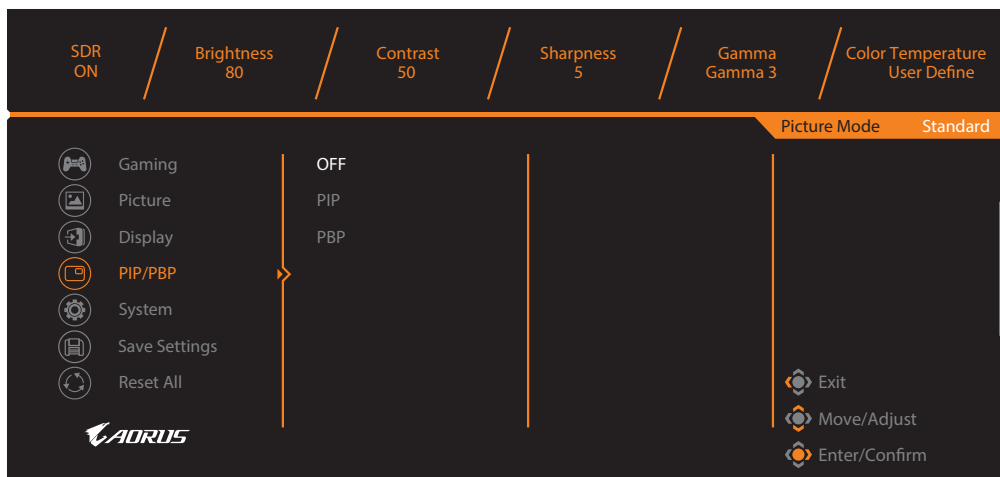 SDR
ON
Brightness
80
Contrast
50
Sharpness
5
Gamma
Gamma 3
Color Temperature
User Define
Picture Mode Standard
Gaming
Picture
Display
PIP/PBP
System
Save Settings
Reset All
OFF
PIP
PBP
Exit
Move/Adjust
Enter/Confirm
AORUS